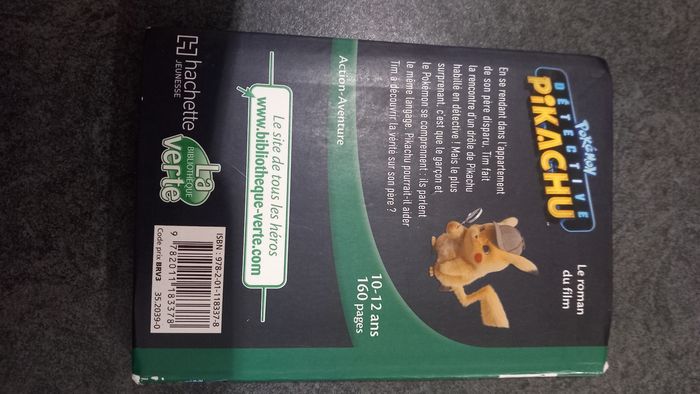 POKÉMON
DÉTECTIVE
PIKACHU
Le roman
du film
En se rendant dans l'appartement
de son père disparu, Tim fait
la rencontre d'un drôle de Pikachu
habillé en détective ! Mais le plus
surprenant, c'est que le garçon et
le Pokémon se comprennent : ils parlent
le même langage. Pikachu pourrait-il aider
Tim à découvrir la vérité sur son père ?
10-12 ans
160 pages
Action-Aventure
Le site de tous les héros
www.bibliotheque-verte.com
hachette
JEUNESSE
La
BIBLIOTHÈQUE
verte
ISBN : 978-2-01-118337-8
9 782011 183378
Code prix BRV3
35.2039-0